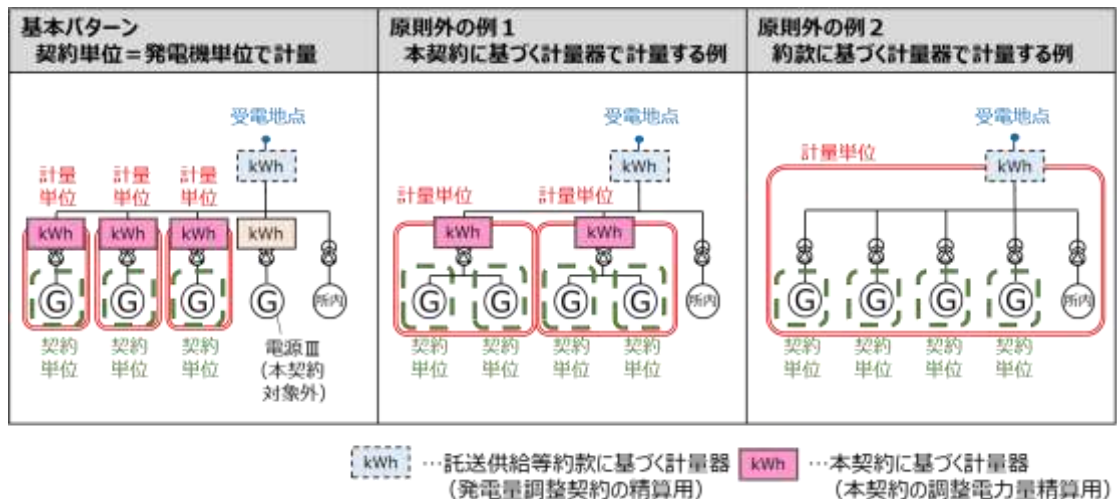 基本パターン
契約単位＝発電機単位で計量
原則外の例１
本契約に基づく計量器で計量する例
原則外の例２
約款に基づく計量器で計量する例
受電地点
kWh
計量
単位
計量
単位
計量
単位
kWh
kWh
kWh
kWh
G
G
G
G
所内
契約
単位
契約
単位
契約
単位
電源Ⅲ
(本契約
対象外)
受電地点
kWh
計量単位
計量単位
kWh
kWh
G
G
G
G
所内
契約
単位
契約
単位
契約
単位
契約
単位
受電地点
計量単位
kWh
G
G
G
G
所内
契約
単位
契約
単位
契約
単位
契約
単位
kWh …託送供給等約款に基づく計量器
(発電量調整契約の精算用)
kWh …本契約に基づく計量器
(本契約の調整電力量精算用)